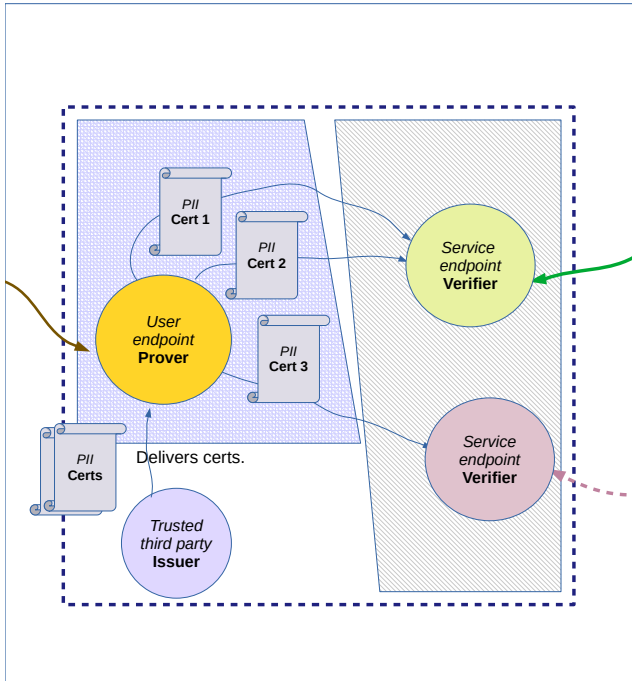 PII
Cert 1
PII
Cert 2
Service
endpoint
Verifier
User
endpoint
Prover
PII
Cert 3
PII
Certs
Delivers certs.
Service
endpoint
Verifier
Trusted
third party
Issuer